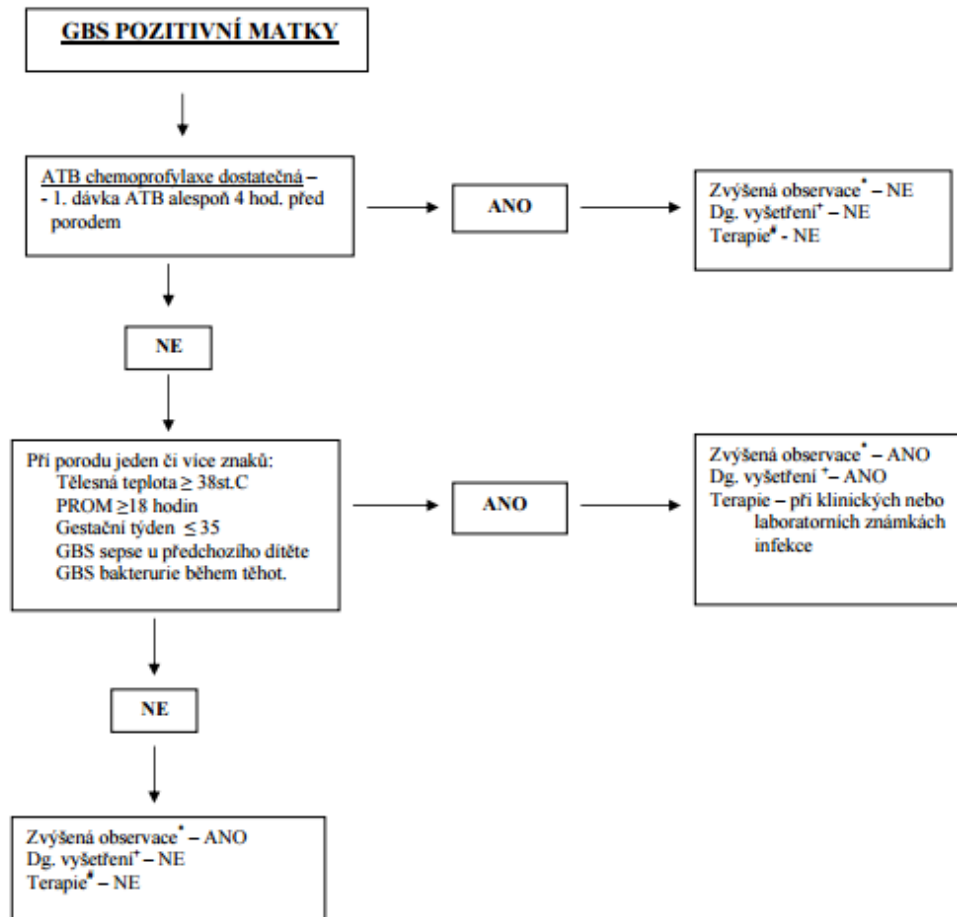 GBS POZITIVNÍ MATKY
ATB chemoprofylaxe dostatečná –
- 1. dávka ATB alespoň 4 hod. před
porodem
ANO
Zvýšená observace* – NE
Dg. vyšetření+ – NE
Terapie# - NE
NE
Při porodu jeden či více znaků:
Tělesná teplota ≥ 38st.C
PROM ≥18 hodin
Gestační týden ≤ 35
GBS sepse u předchozího dítěte
GBS bakterurie během těhot.
ANO
Zvýšená observace* – ANO
Dg. vyšetření +– ANO
Terapie – při klinických nebo
laboratorních známkách
infekce
NE
Zvýšená observace* – ANO
Dg. vyšetření+ – NE
Terapie# – NE